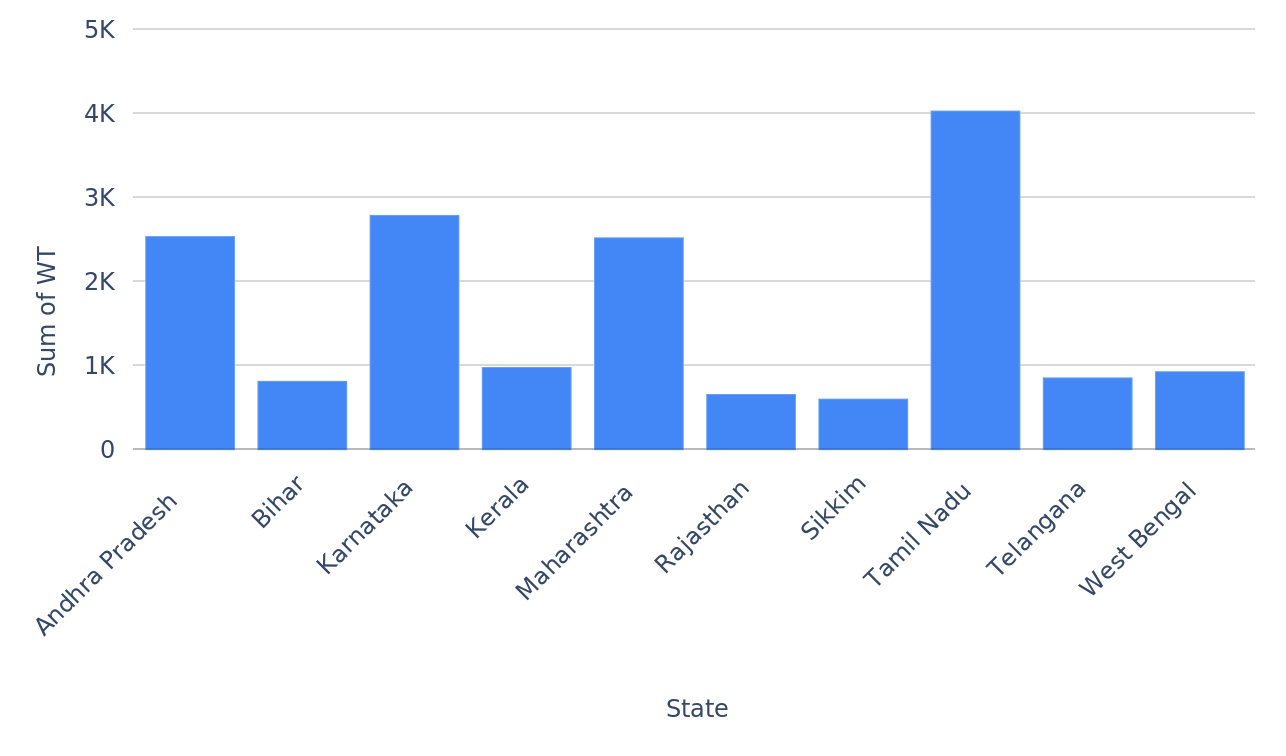 5K
4K
3K
2K
1K
0
Sum of WT
Andhra Pradesh
Bihar
Karnataka
Kerala
Maharashtra
Rajasthan
Sikkim
Tamil Nadu
Telangana
West Bengal
State